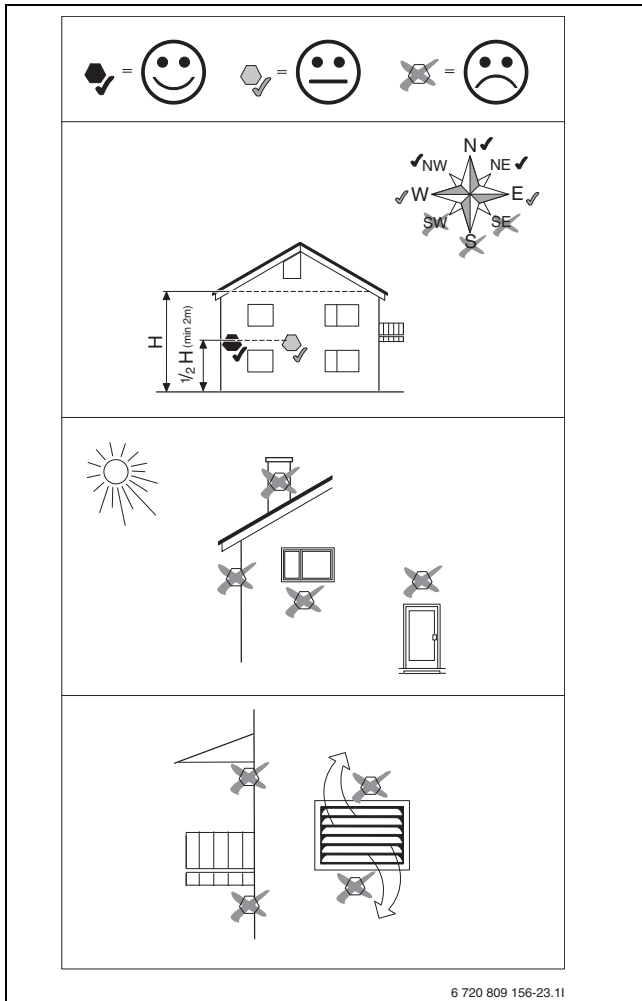 = = =
N
NW NE
W E
SW SE
S
H
1/2 H (min 2m)
6 720 809 156-23.1I